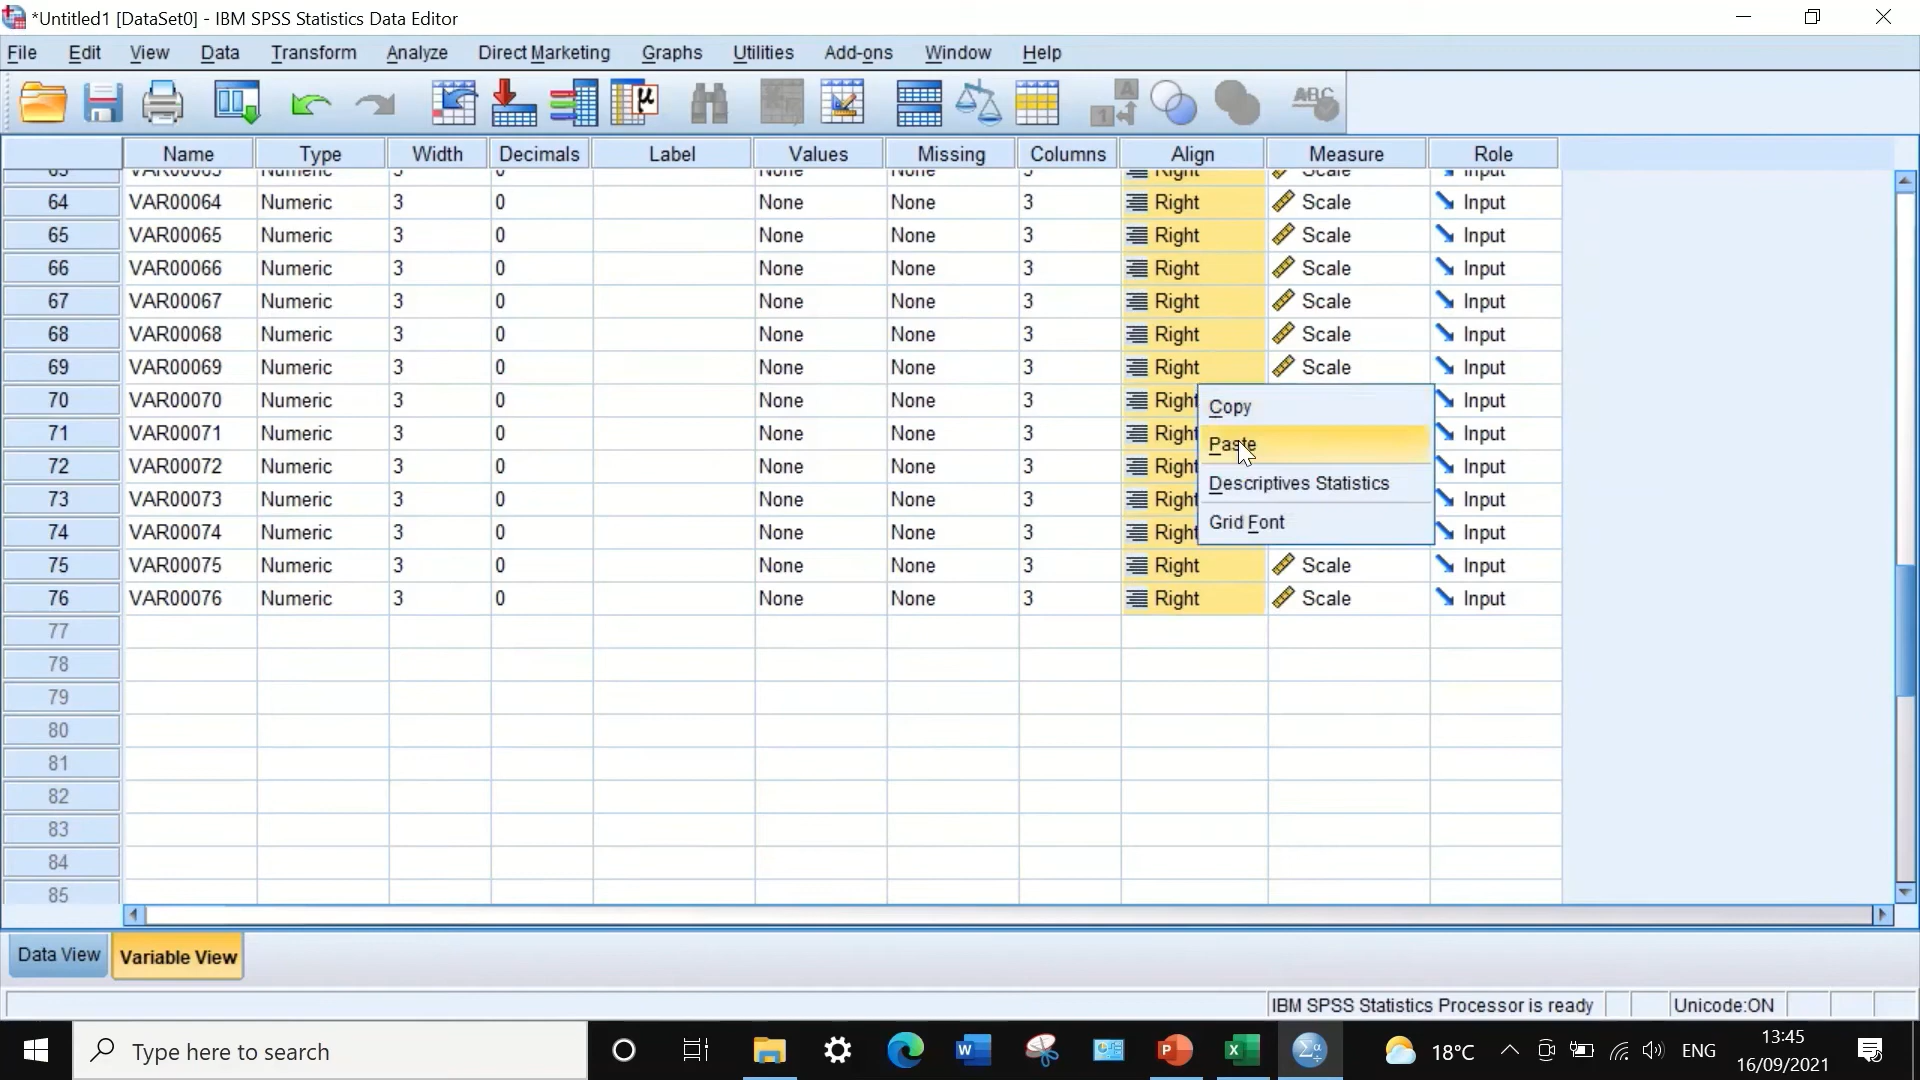 *Untitled1 [DataSet0] - IBM SPSS Statistics Data Editor
File Edit View Data Transform Analyze Direct Marketing Graphs Utilities Add-ons Window Help
Name Type Width Decimals Label Values Missing Columns Align Measure Role
64 VAR00064 Numeric 3 0 None None 3 Right Scale Input
65 VAR00065 Numeric 3 0 None None 3 Right Scale Input
66 VAR00066 Numeric 3 0 None None 3 Right Scale Input
67 VAR00067 Numeric 3 0 None None 3 Right Scale Input
68 VAR00068 Numeric 3 0 None None 3 Right Scale Input
69 VAR00069 Numeric 3 0 None None 3 Right Scale Input
70 VAR00070 Numeric 3 0 None None 3 Right Input
71 VAR00071 Numeric 3 0 None None 3 Right Input
72 VAR00072 Numeric 3 0 None None 3 Right Input
73 VAR00073 Numeric 3 0 None None 3 Right Input
74 VAR00074 Numeric 3 0 None None 3 Right Input
75 VAR00075 Numeric 3 0 None None 3 Right Scale Input
76 VAR00076 Numeric 3 0 None None 3 Right Scale Input
Copy
Paste
Descriptives Statistics
Grid Font
77
78
79
80
81
82
83
84
85
Data View Variable View
IBM SPSS Statistics Processor is ready Unicode:ON
Type here to search
18°C ENG
13:45
16/09/2021